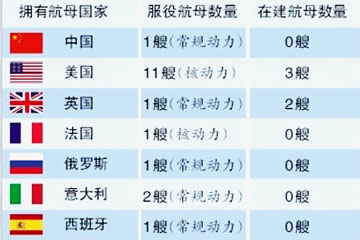 拥有航母国家 服役航母数量 在建航母数量
中国 1艘(常规动力) 0艘
美国 11艘(核动力) 3艘
英国 1艘(常规动力) 2艘
法国 1艘(核动力) 0艘
俄罗斯 1艘(常规动力) 0艘
意大利 2艘(常规动力) 0艘
西班牙 1艘(常规动力) 0艘